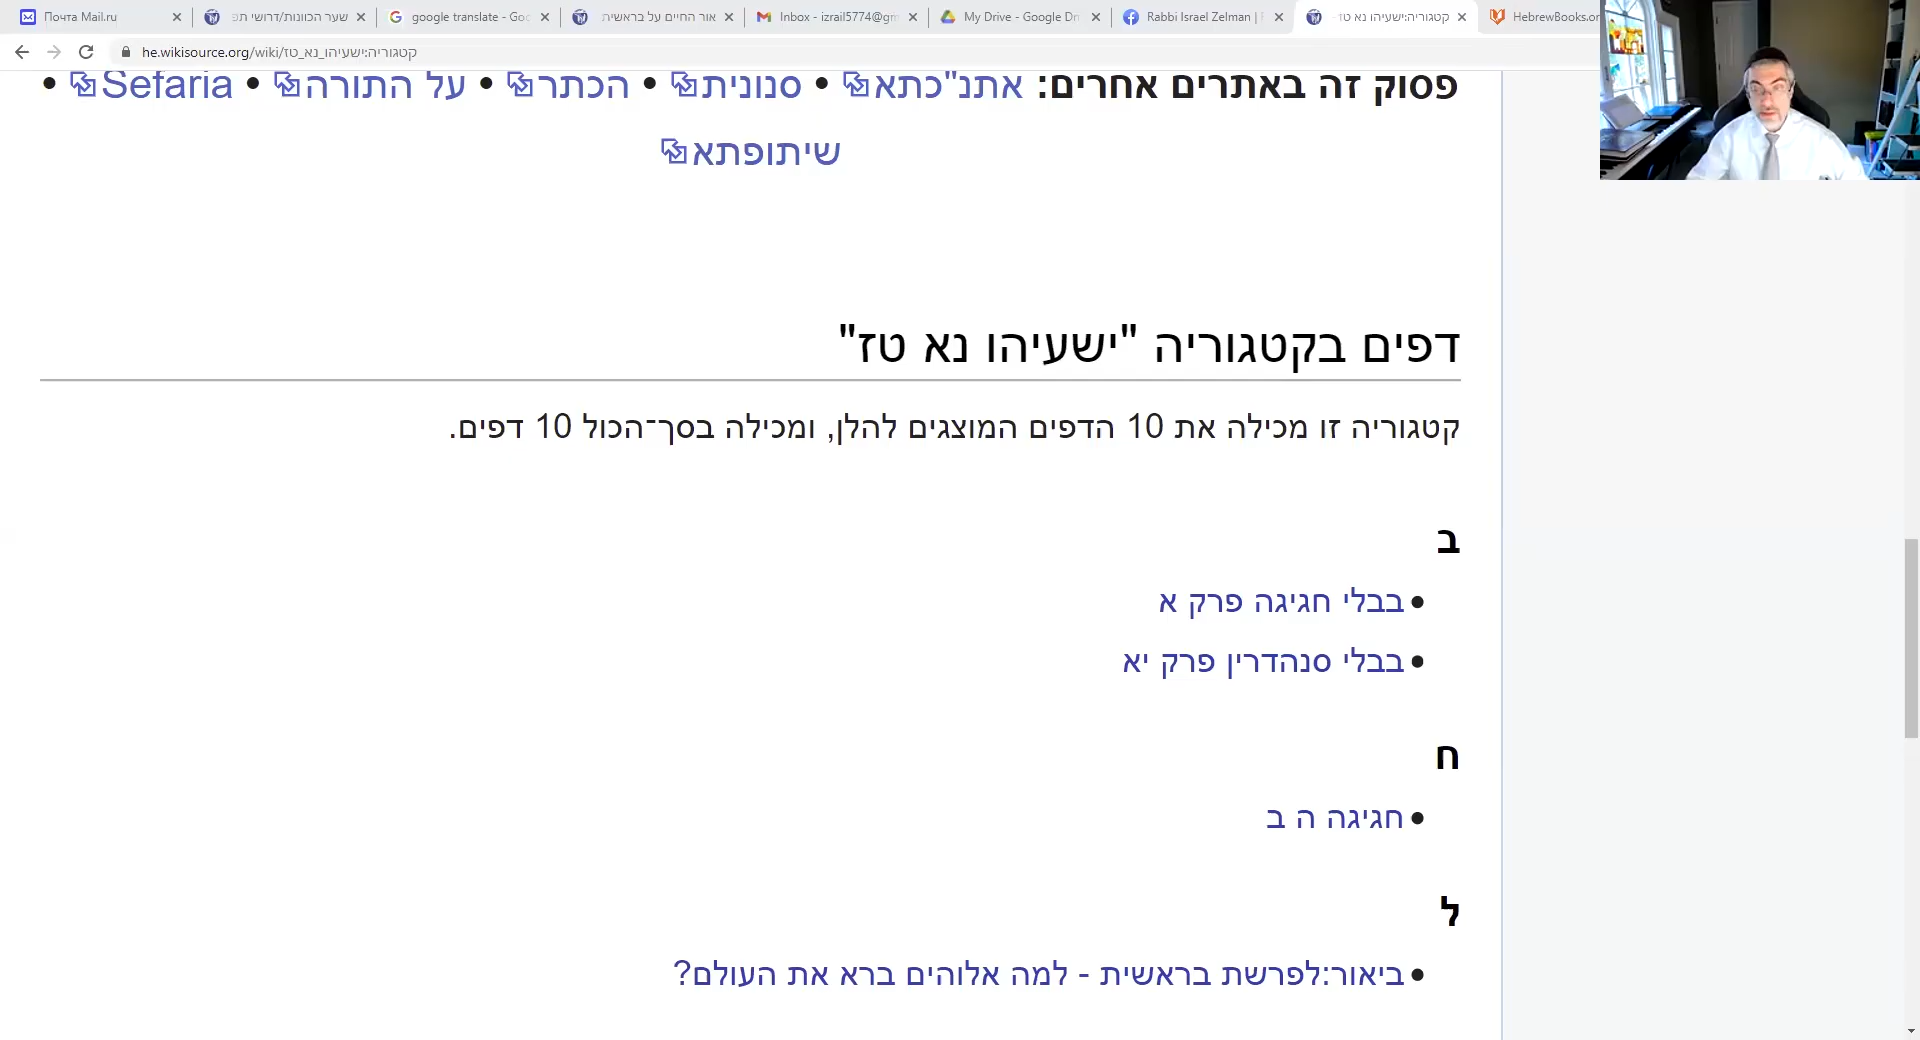 Почта Mail.ru
שער הכוונות/דרושי תפ
google translate - Goo
אור החיים על בראשית
Inbox - izrail5774@gm
My Drive - Google Dri
Rabbi Israel Zelman |
קטגוריה:ישעיהו נא טז
HebrewBooks.or
he.wikisource.org/wiki/קטגוריה:ישעיהו_נא_טז
פסוק זה באתרים אחרים: אתנ"כתא • סנונית • הכתר • על התורה • Sefaria •
שיתופתא
דפים בקטגוריה "ישעיהו נא טז"
קטגוריה זו מכילה את 10 הדפים המוצגים להלן, ומכילה בסך־הכול 10 דפים.
ב
• בבלי חגיגה פרק א
• בבלי סנהדרין פרק יא
ח
• חגיגה ה ב
ל
• ביאור:לפרשת בראשית - למה אלוהים ברא את העולם?